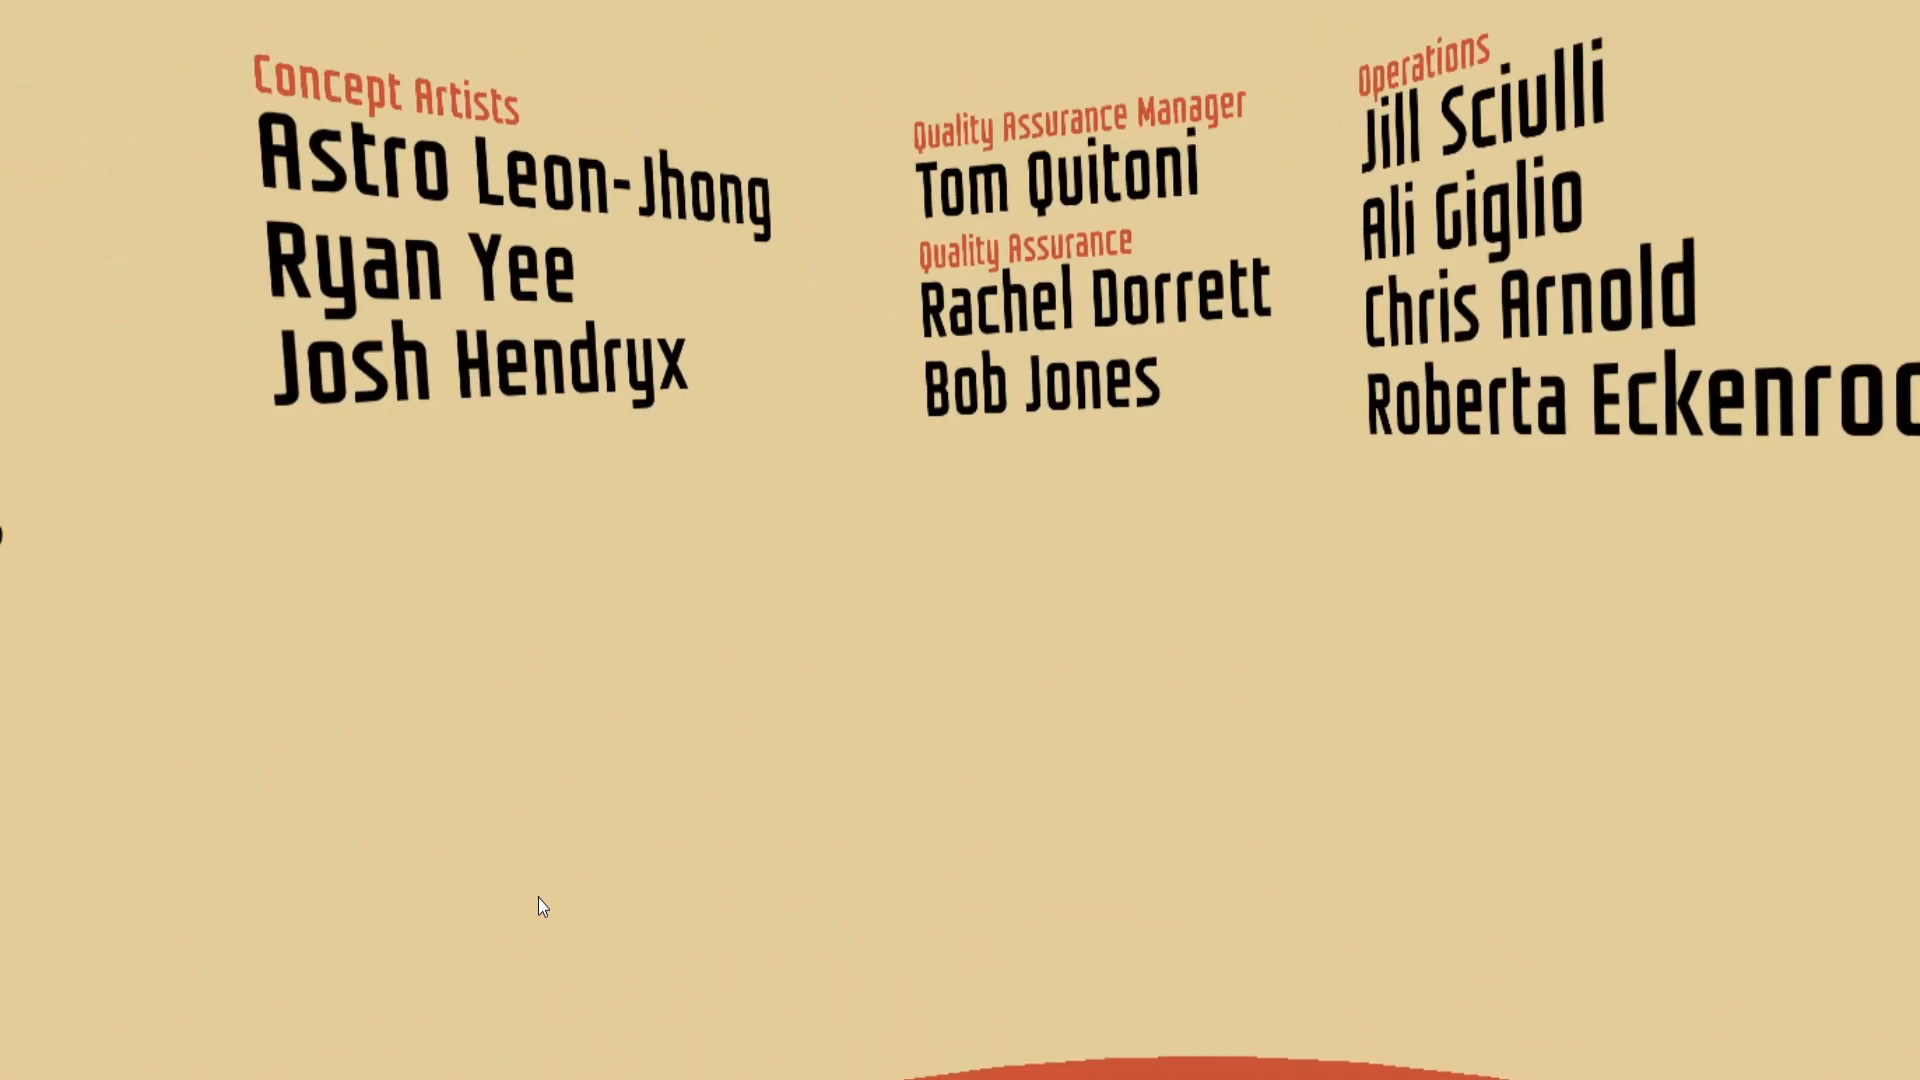 Concept Artists
Astro Leon-Jhong
Ryan Yee
Josh Hendryx
Quality Assurance Manager
Tom Quitoni
Quality Assurance
Rachel Dorrett
Bob Jones
Operations
Jill Sciulli
Ali Giglio
Chris Arnold
Roberta